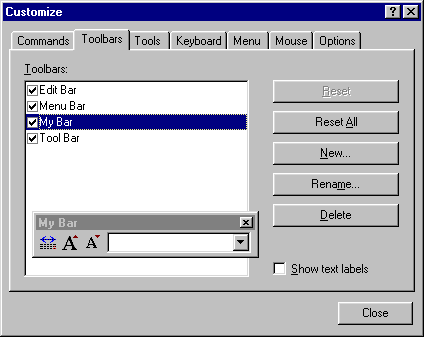 Customize
Commands Toolbars Tools Keyboard Menu Mouse Options
Toolbars:
Edit Bar
Menu Bar
My Bar
Tool Bar
My Bar
A A
Reset
Reset All
New...
Rename...
Delete
Show text labels
Close